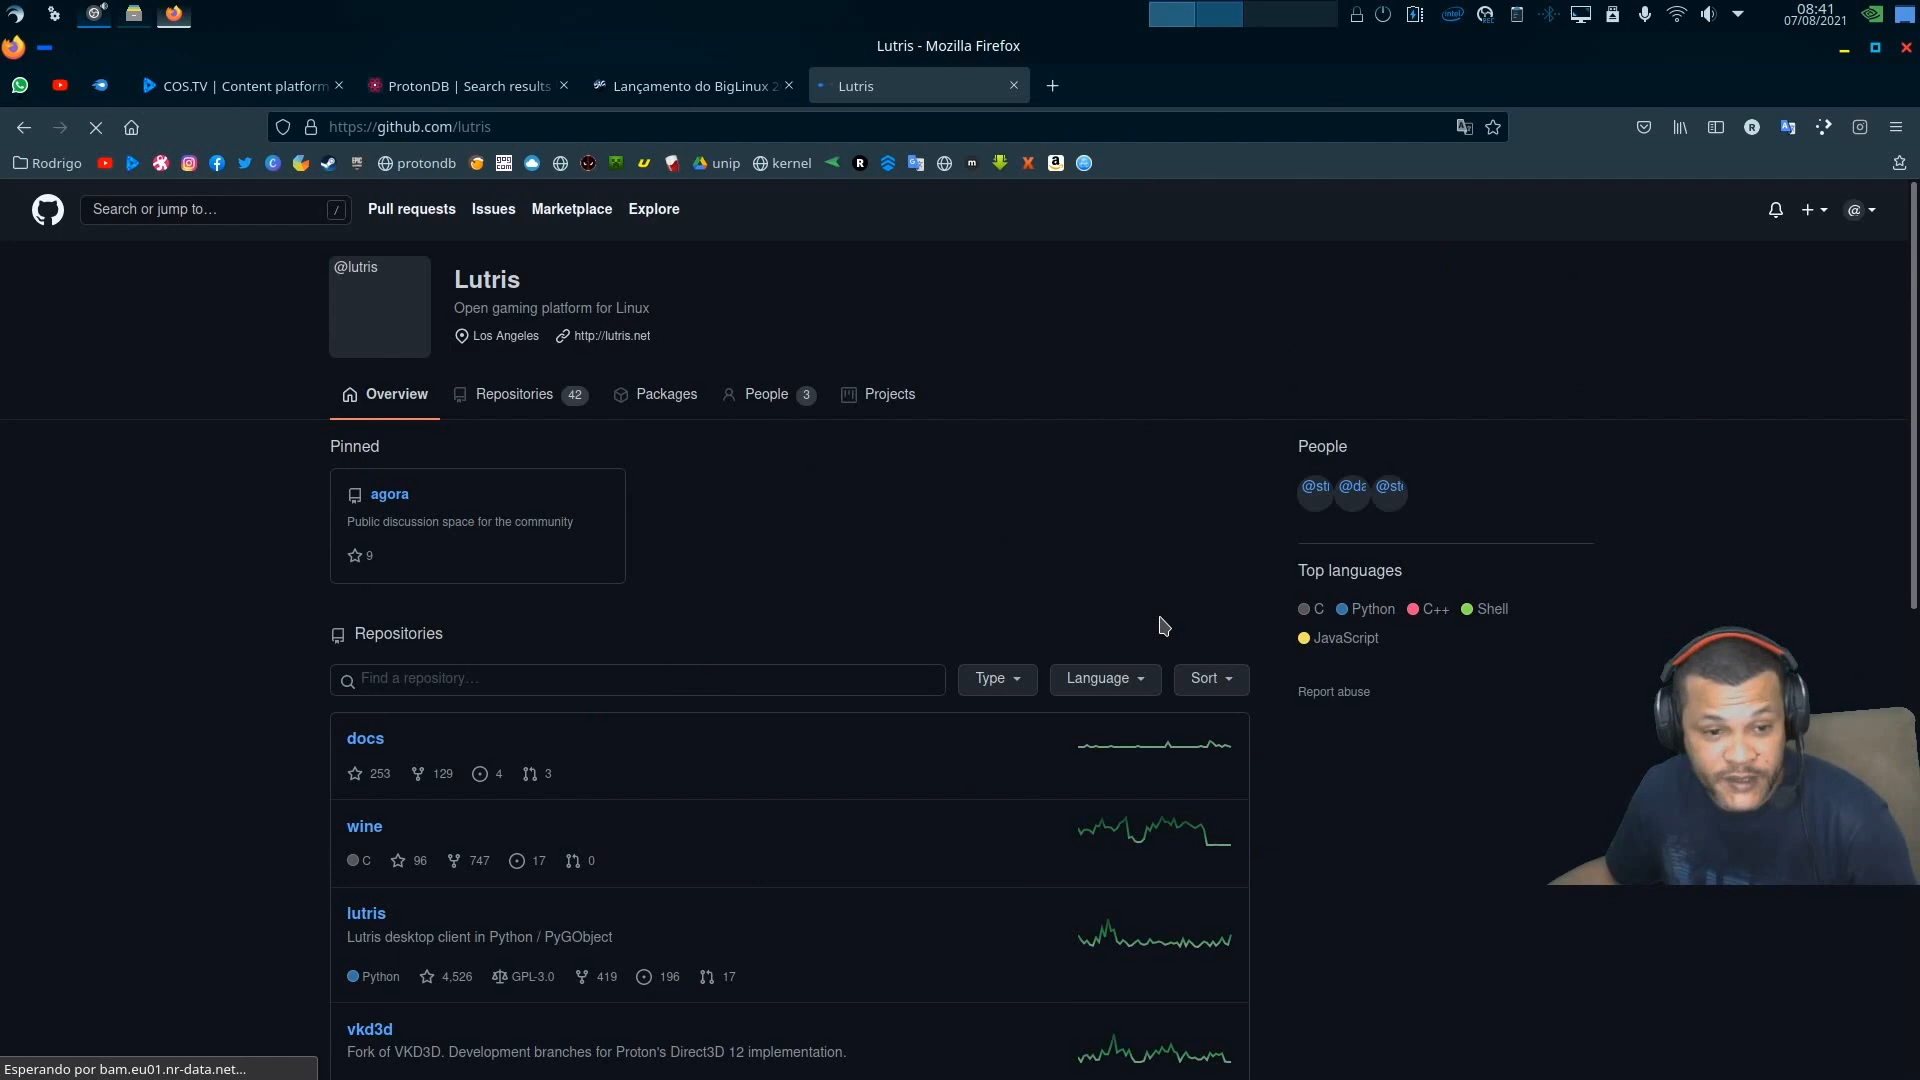 08:41
07/08/2021
Lutris - Mozilla Firefox
COS.TV | Content platform
ProtonDB | Search results
Lançamento do BigLinux 2
Lutris
https://github.com/lutris
Rodrigo
protondb
unip
kernel
Search or jump to…
/
Pull requests
Issues
Marketplace
Explore
@lutris
Lutris
Open gaming platform for Linux
Los Angeles
http://lutris.net
Overview
Repositories 42
Packages
People 3
Projects
Pinned
agora
Public discussion space for the community
9
Repositories
Find a repository…
Type
Language
Sort
docs
253 129 4 3
wine
C 96 747 17 0
lutris
Lutris desktop client in Python / PyGObject
Python 4,526 GPL-3.0 419 196 17
vkd3d
Fork of VKD3D. Development branches for Proton's Direct3D 12 implementation.
People
@stı @da @ste
Top languages
C Python C++ Shell
JavaScript
Report abuse
Esperando por bam.eu01.nr-data.net...